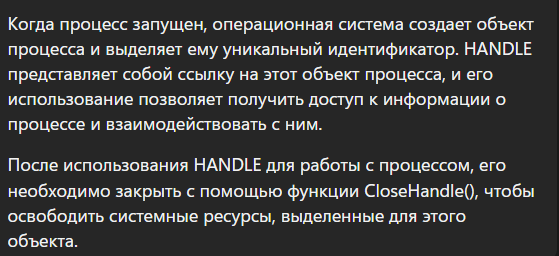 Когда процесс запущен, операционная система создает объект
процесса и выделяет ему уникальный идентификатор. HANDLE
представляет собой ссылку на этот объект процесса, и его
использование позволяет получить доступ к информации о
процессе и взаимодействовать с ним.
После использования HANDLE для работы с процессом, его
необходимо закрыть с помощью функции CloseHandle(), чтобы
освободить системные ресурсы, выделенные для этого
объекта.